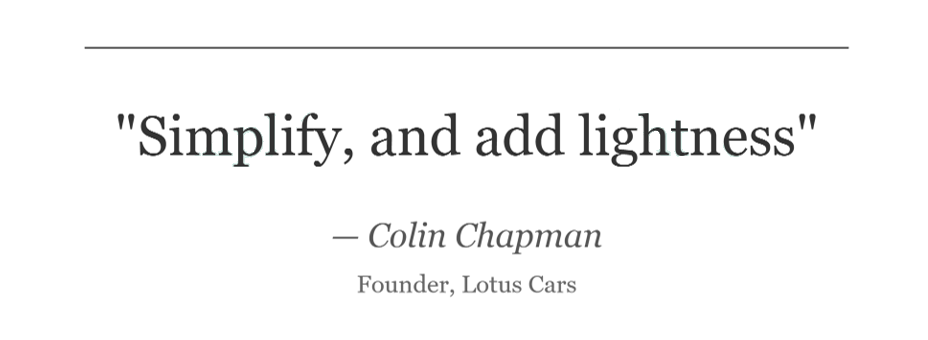 "Simplify, and add lightness"
— Colin Chapman
Founder, Lotus Cars